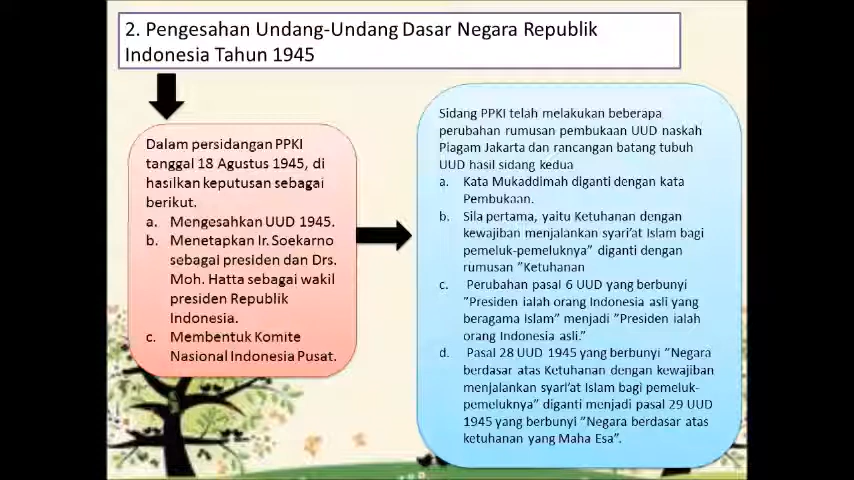 2. Pengesahan Undang-Undang Dasar Negara Republik
Indonesia Tahun 1945
Dalam persidangan PPKI
tanggal 18 Agustus 1945, di
hasilkan keputusan sebagai
berikut.
a. Mengesahkan UUD 1945.
b. Menetapkan Ir. Soekarno
sebagai presiden dan Drs.
Moh. Hatta sebagai wakil
presiden Republik
Indonesia.
c. Membentuk Komite
Nasional Indonesia Pusat.
Sidang PPKI telah melakukan beberapa
perubahan rumusan pembukaan UUD naskah
Piagam Jakarta dan rancangan batang tubuh
UUD hasil sidang kedua
a. Kata Mukaddimah diganti dengan kata
Pembukaan.
b. Sila pertama, yaitu Ketuhanan dengan
kewajiban menjalankan syari'at Islam bagi
pemeluk-pemeluknya" diganti dengan
rumusan "Ketuhanan
c. Perubahan pasal 6 UUD yang berbunyi
"Presiden ialah orang Indonesia asli yang
beragama Islam" menjadi "Presiden ialah
orang Indonesia asli."
d. Pasal 28 UUD 1945 yang berbunyi "Negara
berdasar atas Ketuhanan dengan kewajiban
menjalankan syari'at Islam bagi pemeluk-
pemeluknya" diganti menjadi pasal 29 UUD
1945 yang berbunyi "Negara berdasar atas
ketuhanan yang Maha Esa".